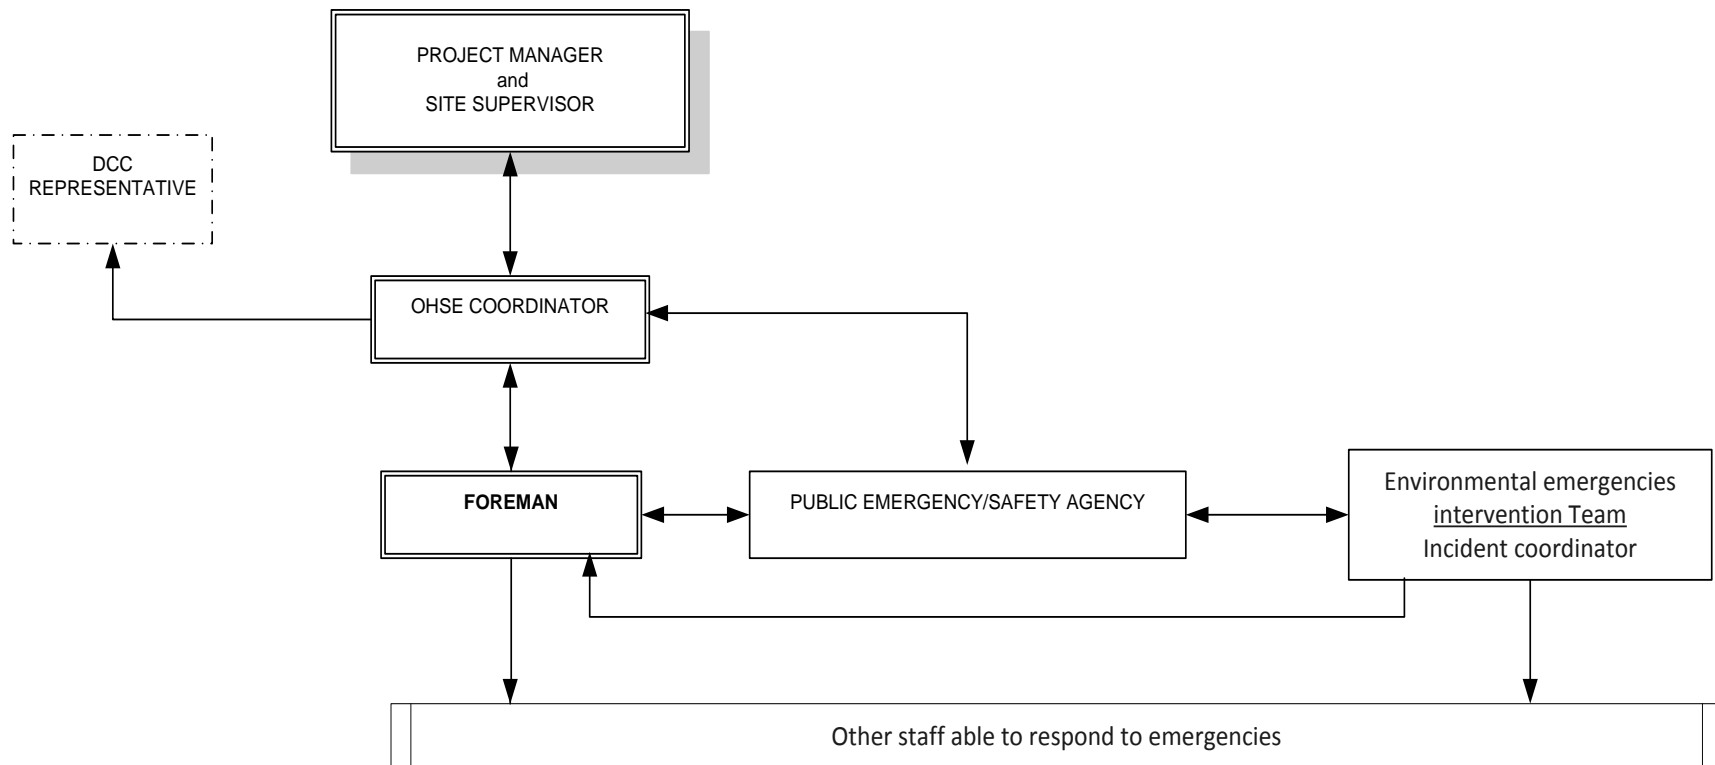 PROJECT MANAGER
and
SITE SUPERVISOR
DCC
REPRESENTATIVE
OHSE COORDINATOR
FOREMAN
PUBLIC EMERGENCY/SAFETY AGENCY
Environmental emergencies
intervention Team
Incident coordinator
Other staff able to respond to emergencies